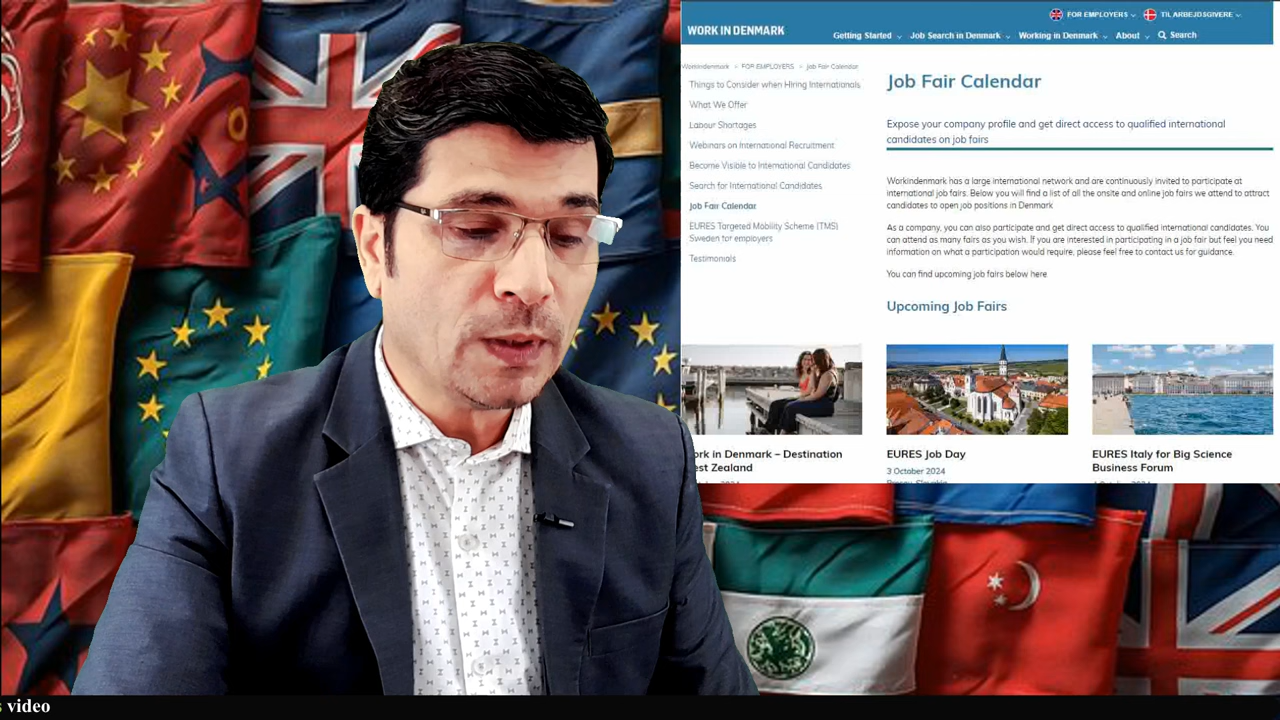 FOR EMPLOYERS
TIL ARBEJDSGIVERE
WORK IN DENMARK
Getting Started
Job Search in Denmark
Working in Denmark
About
Search
Workindenmark > FOR EMPLOYERS > Job Fair Calendar
Things to Consider when Hiring Internationals
What We Offer
Labour Shortages
Webinars on International Recruitment
Become Visible to International Candidates
Search for International Candidates
Job Fair Calendar
EURES Targeted Mobility Scheme (TMS)
Sweden for employers
Testimonials
Job Fair Calendar
Expose your company profile and get direct access to qualified international
candidates on job fairs
Workindenmark has a large international network and are continuously invited to participate at
international job fairs. Below you will find a list of all the onsite and online job fairs we attend to attract
candidates to open job positions in Denmark
As a company, you can also participate and get direct access to qualified international candidates. You
can attend as many fairs as you wish. If you are interested in participating in a job fair but feel you need
information on what a participation would require, please feel free to contact us for guidance.
You can find upcoming job fairs below here
Upcoming Job Fairs
ork in Denmark – Destination
est Zealand
EURES Job Day
3 October 2024
EURES Italy for Big Science
Business Forum
s video